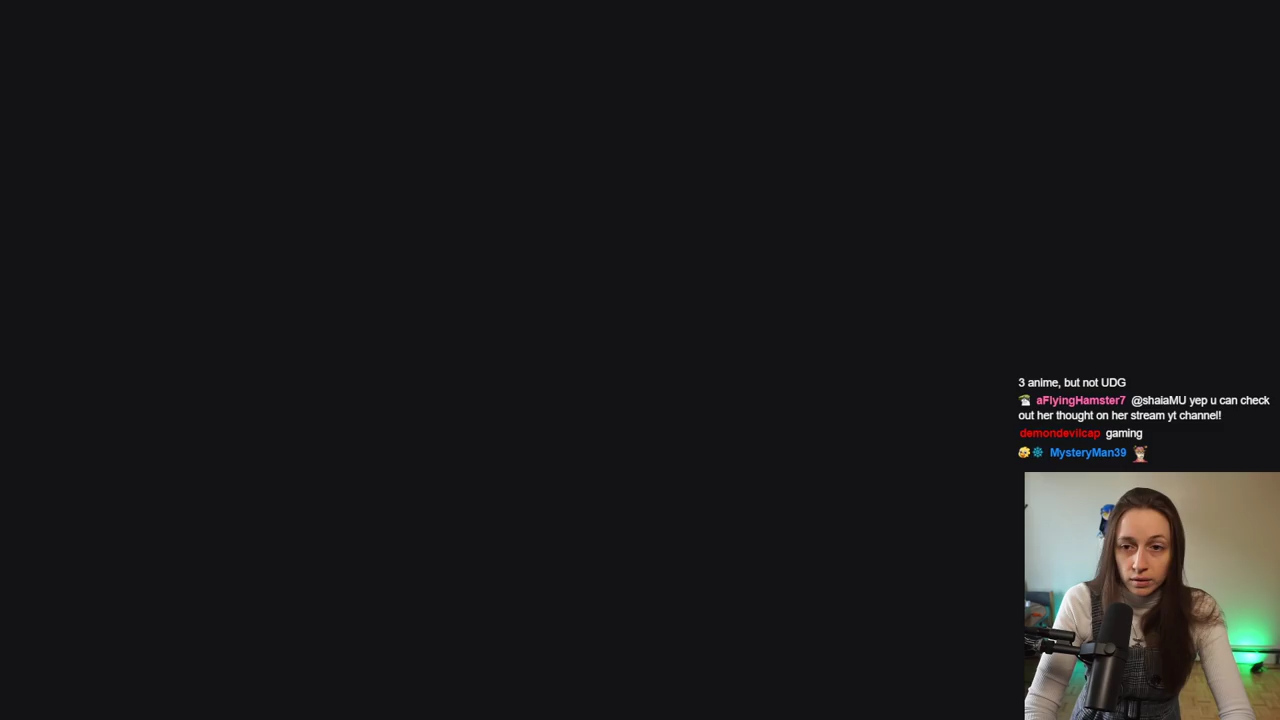 3 anime, but not UDG
aFlyingHamster7 @shaiaMU yep u can check
out her thought on her stream yt channel!
demondevilcap gaming
MysteryMan39